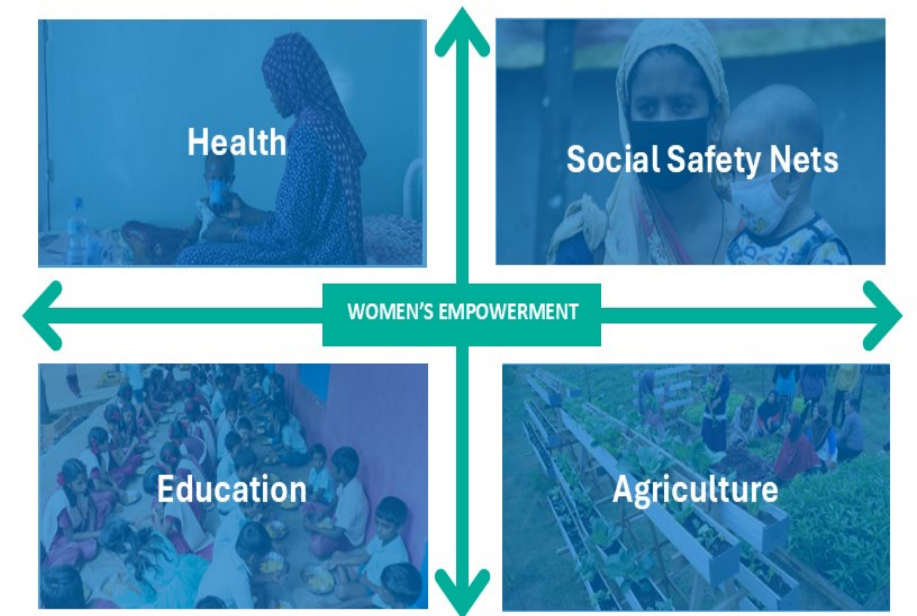 Health
Social Safety Nets
WOMEN’S EMPOWERMENT
Education
Agriculture